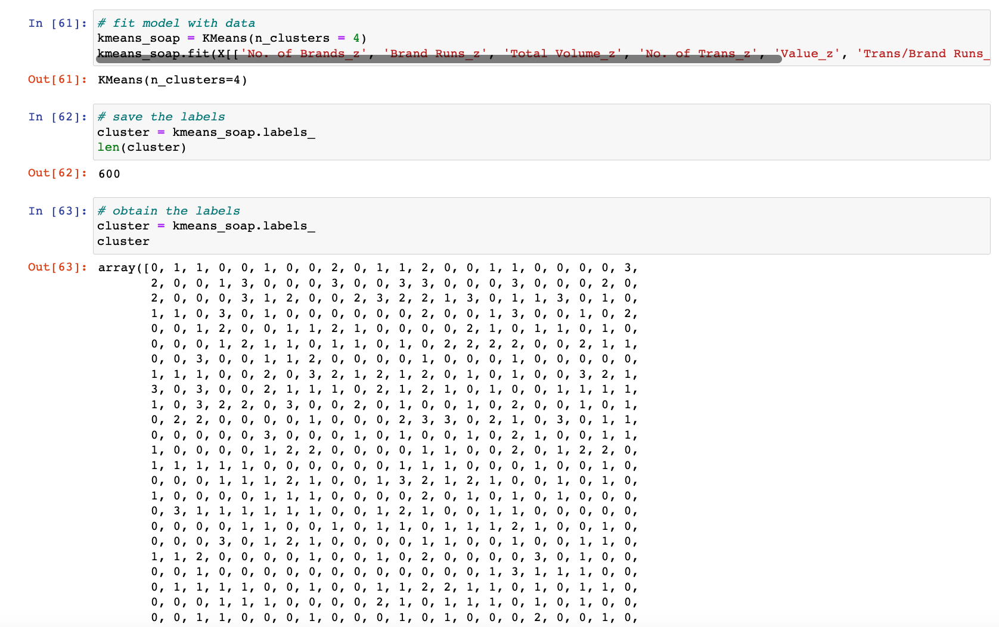 In [61]: # fit model with data
kmeans_soap = KMeans(n_clusters = 4)
kmeans_soap.fit(X[['No. of Brands_z', 'Brand Runs_z', 'Total Volume_z', 'No. of Trans_z', 'Value_z', 'Trans/Brand Runs_
Out[61]: KMeans(n_clusters=4)
In [62]: # save the labels
cluster = kmeans_soap.labels_
len(cluster)
Out[62]: 600
In [63]: # obtain the labels
cluster = kmeans_soap.labels_
cluster
Out[63]: array([0, 1, 1, 0, 0, 1, 0, 0, 2, 0, 1, 1, 2, 0, 0, 1, 1, 0, 0, 0, 0, 3,
2, 0, 0, 1, 3, 0, 0, 0, 3, 0, 0, 3, 3, 0, 0, 0, 3, 0, 0, 0, 2, 0,
2, 0, 0, 0, 3, 1, 2, 0, 0, 2, 3, 2, 2, 1, 3, 0, 1, 1, 3, 0, 1, 0,
1, 1, 0, 3, 0, 1, 0, 0, 0, 0, 0, 0, 2, 0, 0, 1, 3, 0, 0, 1, 0, 2,
0, 0, 1, 2, 0, 0, 1, 1, 2, 1, 0, 0, 0, 0, 2, 1, 0, 1, 1, 0, 1, 0,
0, 0, 0, 1, 2, 1, 1, 0, 1, 1, 0, 1, 0, 2, 2, 2, 2, 0, 0, 2, 1, 1,
0, 0, 3, 0, 0, 1, 1, 2, 0, 0, 0, 0, 1, 0, 0, 0, 1, 0, 0, 0, 0, 0,
1, 1, 1, 0, 0, 2, 0, 3, 2, 1, 2, 1, 2, 0, 1, 0, 1, 0, 0, 3, 2, 1,
3, 0, 3, 0, 0, 2, 1, 1, 1, 0, 2, 1, 2, 1, 0, 1, 0, 0, 1, 1, 1, 1,
1, 0, 3, 2, 2, 0, 3, 0, 0, 2, 0, 1, 0, 0, 1, 0, 2, 0, 0, 1, 0, 1,
0, 2, 2, 0, 0, 0, 0, 1, 0, 0, 0, 2, 3, 3, 0, 2, 1, 0, 3, 0, 1, 1,
0, 0, 0, 0, 0, 3, 0, 0, 0, 1, 0, 1, 0, 0, 1, 0, 2, 1, 0, 0, 1, 1,
1, 0, 0, 0, 0, 1, 2, 2, 0, 0, 0, 0, 1, 1, 0, 0, 2, 0, 1, 2, 2, 0,
1, 1, 1, 1, 1, 0, 0, 0, 0, 0, 0, 1, 1, 1, 0, 0, 0, 1, 0, 0, 1, 0,
0, 0, 0, 1, 1, 1, 2, 1, 0, 0, 1, 3, 2, 1, 2, 1, 0, 0, 1, 0, 1, 0,
1, 0, 0, 0, 0, 1, 1, 1, 0, 0, 0, 0, 2, 0, 1, 0, 1, 0, 1, 0, 0, 0,
0, 3, 1, 1, 1, 1, 1, 1, 0, 0, 1, 2, 1, 0, 0, 1, 1, 0, 0, 0, 0, 0,
0, 0, 0, 0, 1, 1, 0, 0, 1, 0, 1, 1, 0, 1, 1, 1, 2, 1, 0, 0, 1, 0,
0, 0, 0, 3, 0, 1, 2, 1, 0, 0, 0, 0, 1, 1, 0, 0, 1, 0, 0, 1, 1, 0,
1, 1, 2, 0, 0, 0, 0, 1, 0, 0, 1, 0, 2, 0, 0, 0, 0, 3, 0, 1, 0, 0,
0, 0, 1, 0, 0, 0, 0, 0, 0, 0, 0, 0, 0, 0, 0, 1, 3, 1, 1, 1, 0, 0,
0, 1, 1, 1, 1, 0, 0, 1, 0, 0, 1, 1, 2, 2, 1, 1, 0, 1, 0, 1, 1, 0,
0, 0, 0, 1, 1, 1, 0, 0, 0, 0, 2, 1, 0, 1, 1, 1, 0, 1, 0, 1, 0, 0,
0, 0, 1, 1, 0, 0, 0, 1, 0, 0, 0, 1, 0, 1, 0, 0, 0, 2, 0, 0, 1, 0,